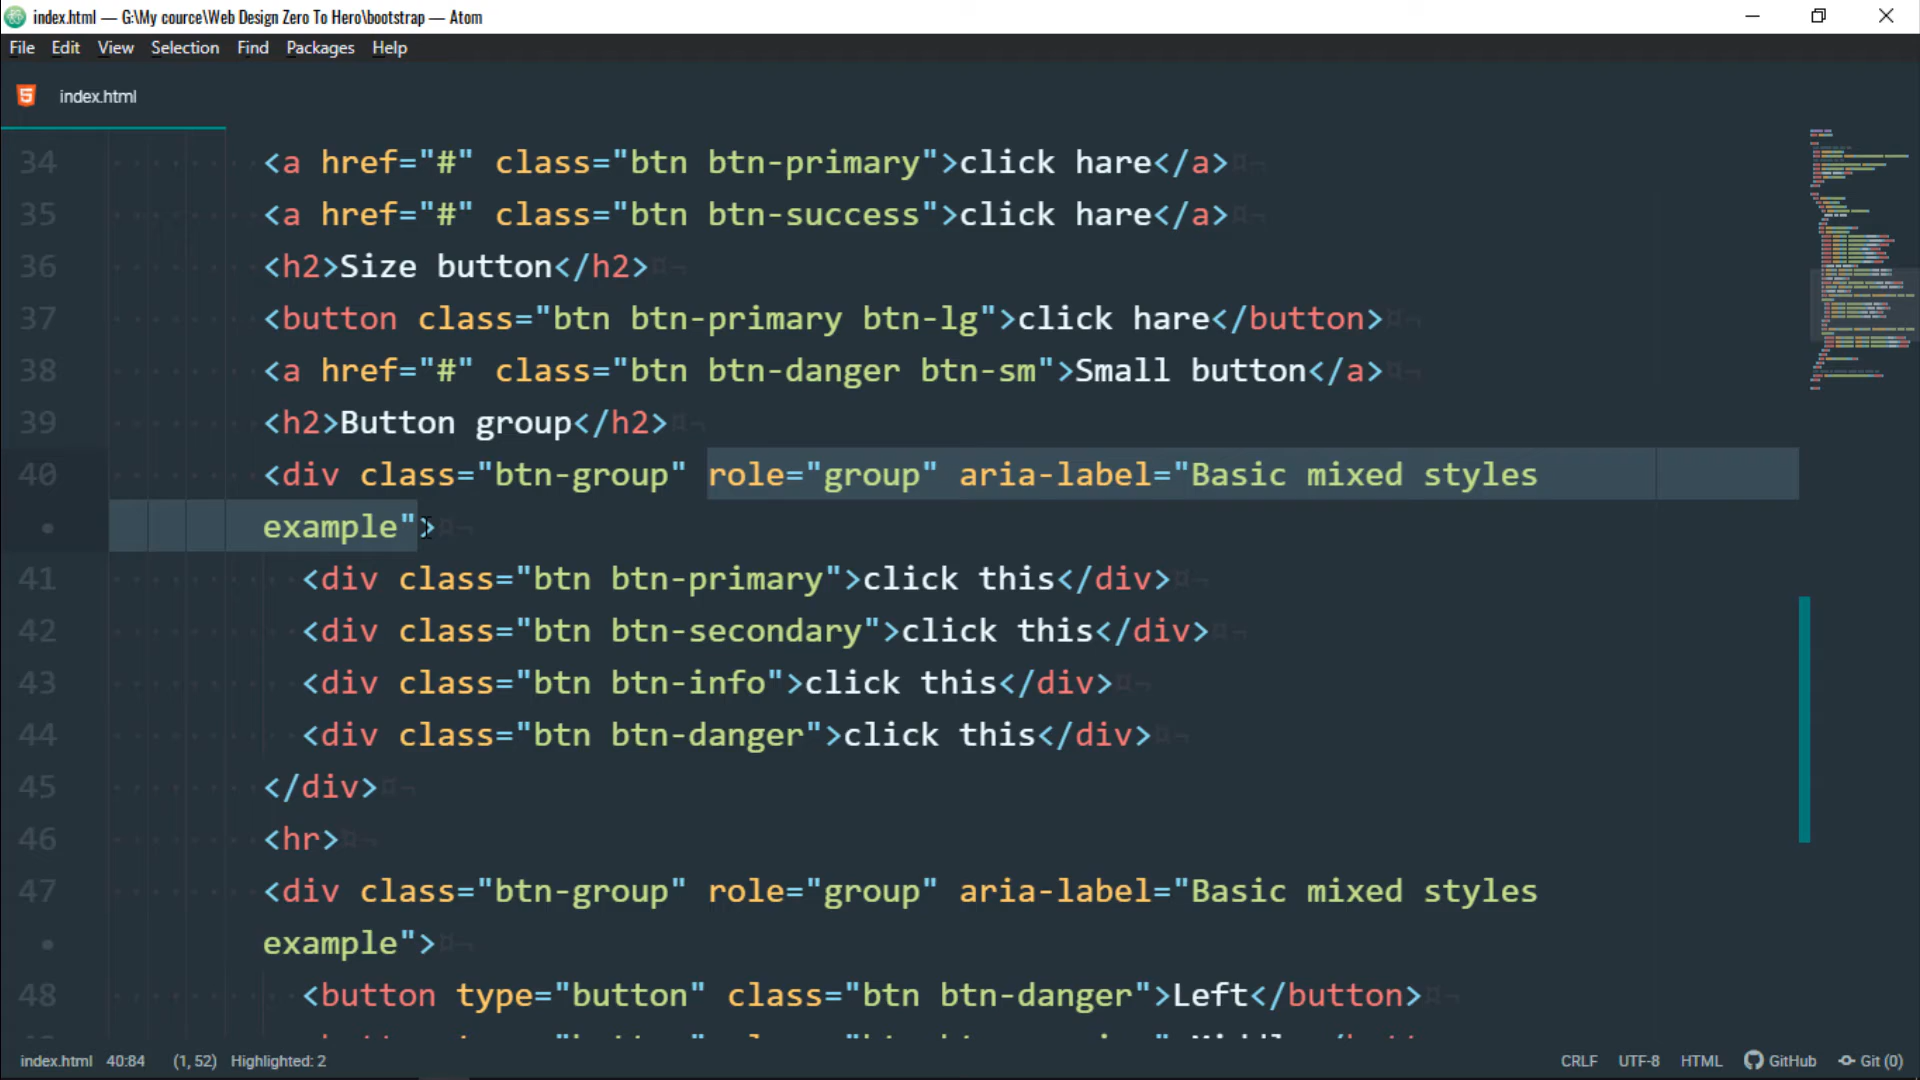 index.html — G:\My cource\Web Design Zero To Hero\bootstrap — Atom
File Edit View Selection Find Packages Help
index.html
34 <a href="#" class="btn btn-primary">click hare</a>
35 <a href="#" class="btn btn-success">click hare</a>
36 <h2>Size button</h2>
37 <button class="btn btn-primary btn-lg">click hare</button>
38 <a href="#" class="btn btn-danger btn-sm">Small button</a>
39 <h2>Button group</h2>
40 <div class="btn-group" role="group" aria-label="Basic mixed styles
example">
41 <div class="btn btn-primary">click this</div>
42 <div class="btn btn-secondary">click this</div>
43 <div class="btn btn-info">click this</div>
44 <div class="btn btn-danger">click this</div>
45 </div>
46 <hr>
47 <div class="btn-group" role="group" aria-label="Basic mixed styles
example">
48 <button type="button" class="btn btn-danger">Left</button>
index.html 40:84 (1,52) Highlighted: 2 CRLF UTF-8 HTML GitHub Git (0)